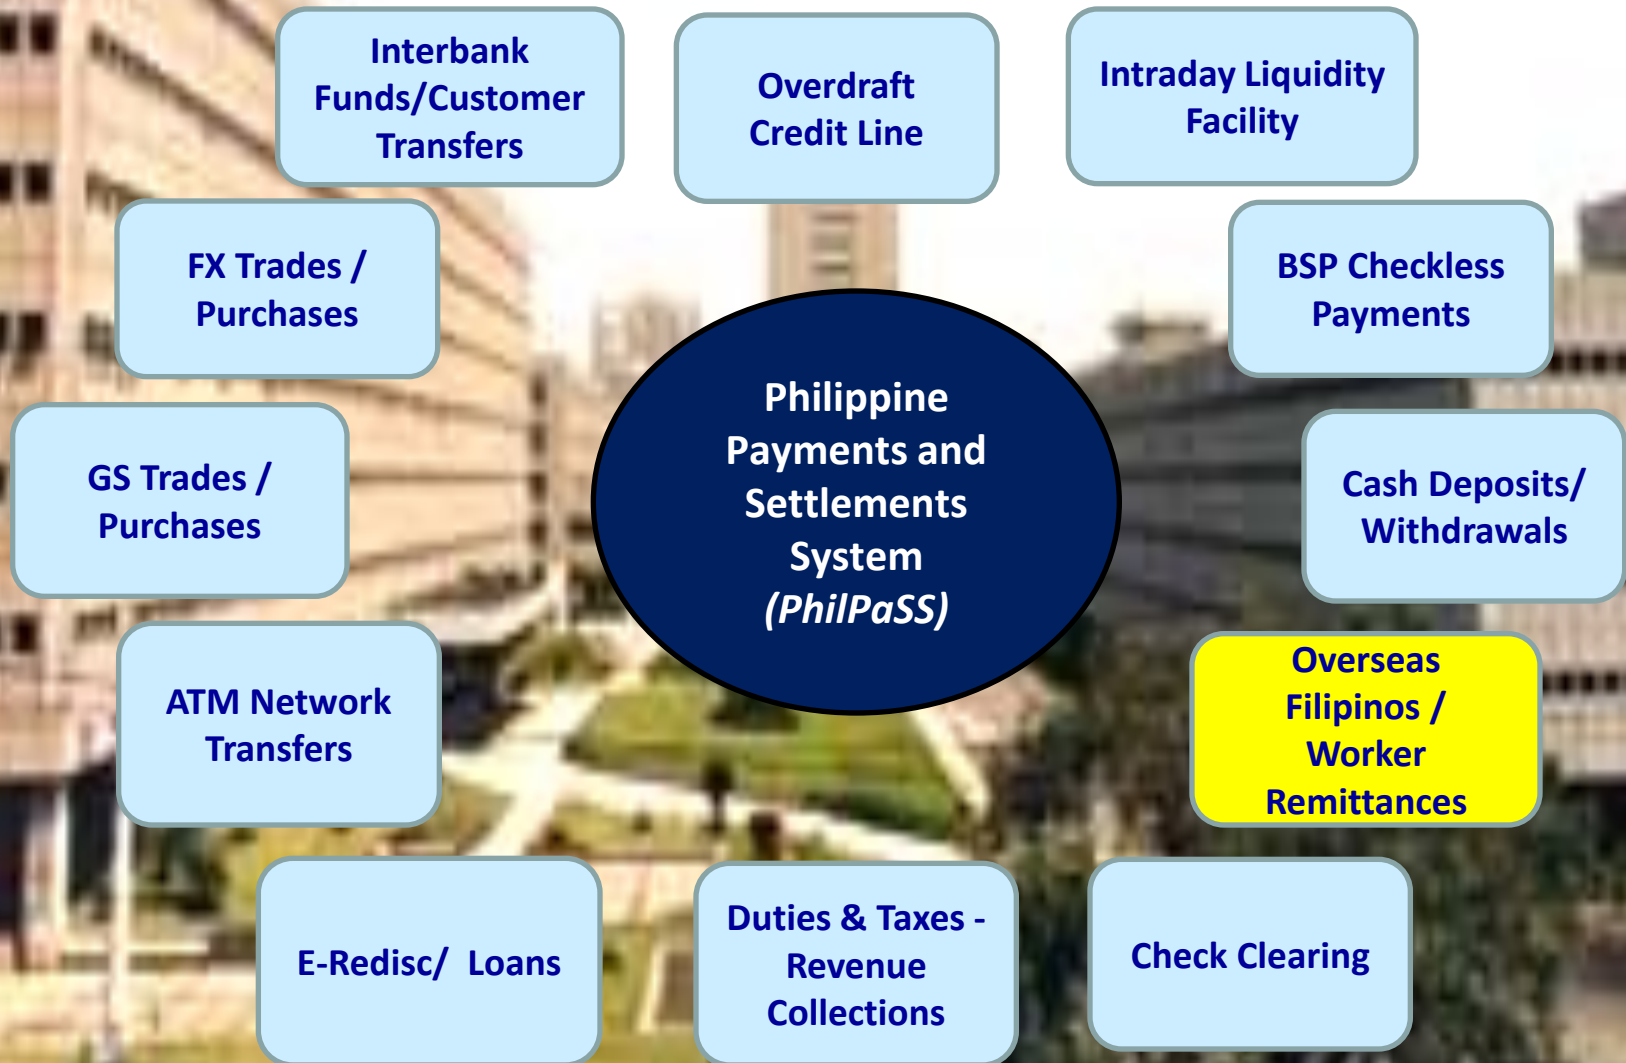 Interbank
Funds/Customer
Transfers
Overdraft
Credit Line
Intraday Liquidity
Facility
FX Trades /
Purchases
BSP Checkless
Payments
Philippine
Payments and
Settlements
System
(PhilPaSS)
GS Trades /
Purchases
Cash Deposits/
Withdrawals
ATM Network
Transfers
Overseas
Filipinos /
Worker
Remittances
E-Redisc/  Loans
Duties & Taxes -
Revenue
Collections
Check Clearing